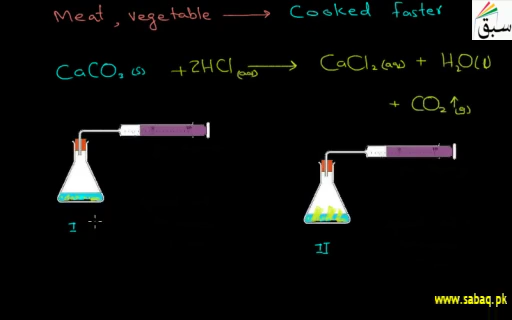 Meat, vegetable → Cooked faster
سبق
CaCO3(s) + 2HCl(aq) → CaCl2(aq) + H2O(l)
+ CO2↑(g)
I
II
www.sabaq.pk